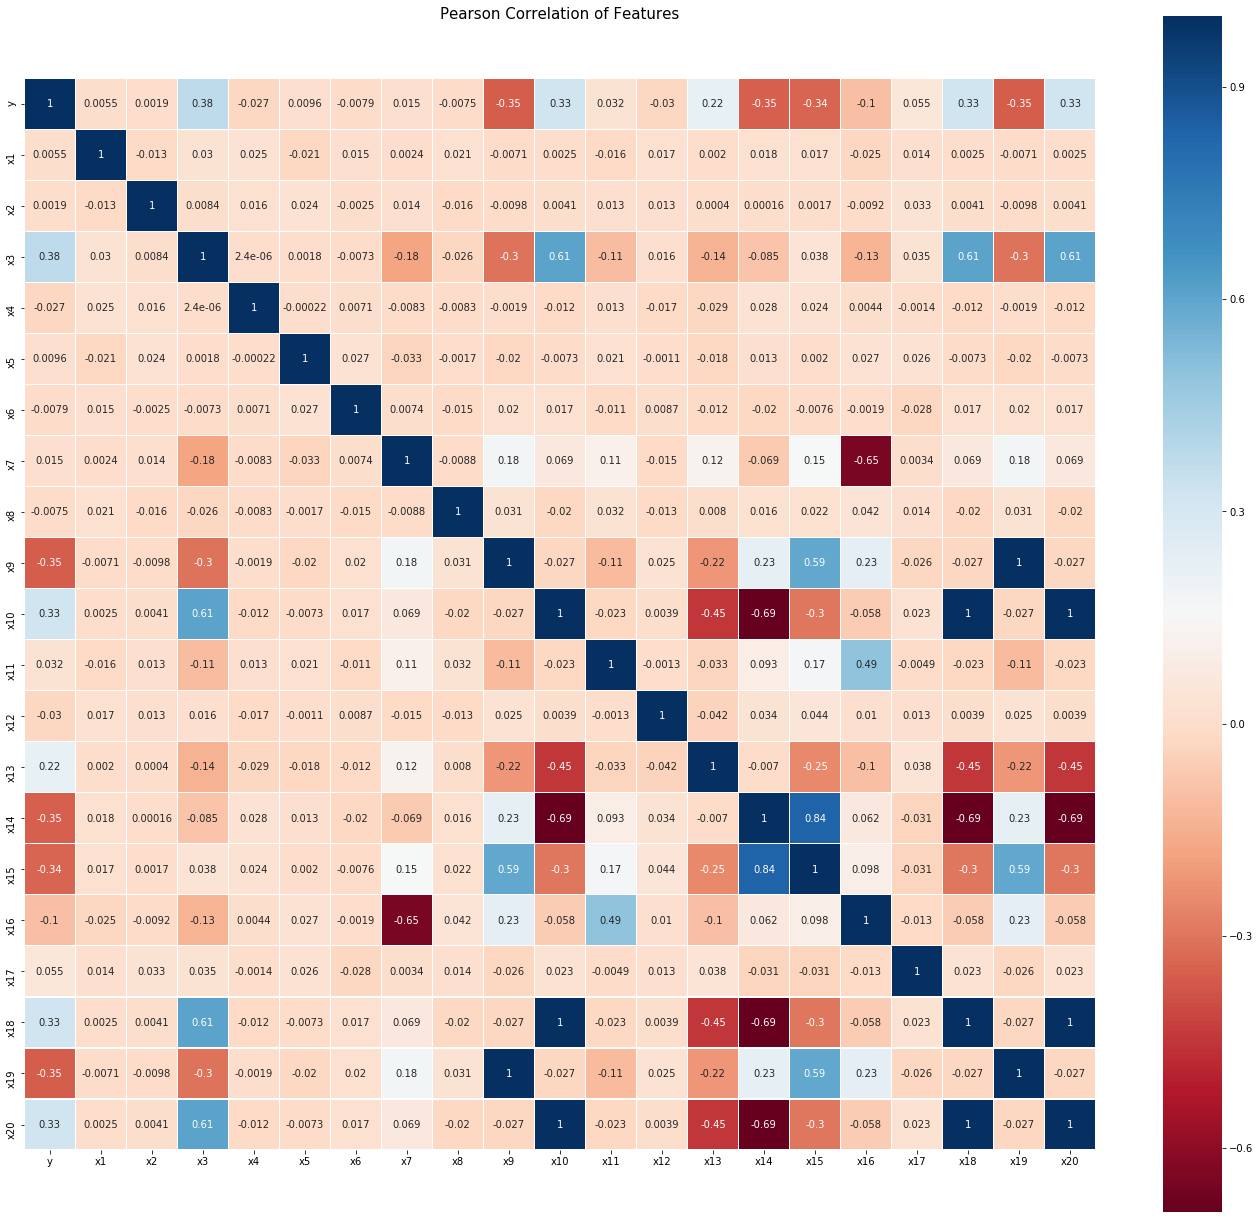 Pearson Correlation of Features
y 1 0.0055 0.0019 0.38 -0.027 0.0096 -0.0079 0.015 -0.0075 -0.35 0.33 0.032 -0.03 0.22 -0.35 -0.34 -0.1 0.055 0.33 -0.35 0.33
x1 0.0055 1 -0.013 0.03 0.025 -0.021 0.015 0.0024 0.021 -0.0071 0.0025 -0.016 0.017 0.002 0.018 0.017 -0.025 0.014 0.0025 -0.0071 0.0025
x2 0.0019 -0.013 1 0.0084 0.016 0.024 -0.0025 0.014 -0.016 -0.0098 0.0041 0.013 0.013 0.0004 0.00016 0.0017 -0.0092 0.033 0.0041 -0.0098 0.0041
x3 0.38 0.03 0.0084 1 2.4e-06 0.0018 -0.0073 -0.18 -0.026 -0.3 0.61 -0.11 0.016 -0.14 -0.085 0.038 -0.13 0.035 0.61 -0.3 0.61
x4 -0.027 0.025 0.016 2.4e-06 1 -0.00022 0.0071 -0.0083 -0.0083 -0.0019 -0.012 0.013 -0.017 -0.029 0.028 0.024 0.0044 -0.0014 -0.012 -0.0019 -0.012
x5 0.0096 -0.021 0.024 0.0018 -0.00022 1 0.027 -0.033 -0.0017 -0.02 -0.0073 0.021 -0.0011 -0.018 0.013 0.002 0.027 0.026 -0.0073 -0.02 -0.0073
x6 -0.0079 0.015 -0.0025 -0.0073 0.0071 0.027 1 0.0074 -0.015 0.02 0.017 -0.011 0.0087 -0.012 -0.02 -0.0076 -0.0019 -0.028 0.017 0.02 0.017
x7 0.015 0.0024 0.014 -0.18 -0.0083 -0.033 0.0074 1 -0.0088 0.18 0.069 0.11 -0.015 0.12 -0.069 0.15 -0.65 0.0034 0.069 0.18 0.069
x8 -0.0075 0.021 -0.016 -0.026 -0.0083 -0.0017 -0.015 -0.0088 1 0.031 -0.02 0.032 -0.013 0.008 0.016 0.022 0.042 0.014 -0.02 0.031 -0.02
x9 -0.35 -0.0071 -0.0098 -0.3 -0.0019 -0.02 0.02 0.18 0.031 1 -0.027 -0.11 0.025 -0.22 0.23 0.59 0.23 -0.026 -0.027 1 -0.027
x10 0.33 0.0025 0.0041 0.61 -0.012 -0.0073 0.017 0.069 -0.02 -0.027 1 -0.023 0.0039 -0.45 -0.69 -0.3 -0.058 0.023 1 -0.027 1
x11 0.032 -0.016 0.013 -0.11 0.013 0.021 -0.011 0.11 0.032 -0.11 -0.023 1 -0.0013 -0.033 0.093 0.17 0.49 -0.0049 -0.023 -0.11 -0.023
x12 -0.03 0.017 0.013 0.016 -0.017 -0.0011 0.0087 -0.015 -0.013 0.025 0.0039 -0.0013 1 -0.042 0.034 0.044 0.01 0.013 0.0039 0.025 0.0039
x13 0.22 0.002 0.0004 -0.14 -0.029 -0.018 -0.012 0.12 0.008 -0.22 -0.45 -0.033 -0.042 1 -0.007 -0.25 -0.1 0.038 -0.45 -0.22 -0.45
x14 -0.35 0.018 0.00016 -0.085 0.028 0.013 -0.02 -0.069 0.016 0.23 -0.69 0.093 0.034 -0.007 1 0.84 0.062 -0.031 -0.69 0.23 -0.69
x15 -0.34 0.017 0.0017 0.038 0.024 0.002 -0.0076 0.15 0.022 0.59 -0.3 0.17 0.044 -0.25 0.84 1 0.098 -0.031 -0.3 0.59 -0.3
x16 -0.1 -0.025 -0.0092 -0.13 0.0044 0.027 -0.0019 -0.65 0.042 0.23 -0.058 0.49 0.01 -0.1 0.062 0.098 1 -0.013 -0.058 0.23 -0.058
x17 0.055 0.014 0.033 0.035 -0.0014 0.026 -0.028 0.0034 0.014 -0.026 0.023 -0.0049 0.013 0.038 -0.031 -0.031 -0.013 1 0.023 -0.026 0.023
x18 0.33 0.0025 0.0041 0.61 -0.012 -0.0073 0.017 0.069 -0.02 -0.027 1 -0.023 0.0039 -0.45 -0.69 -0.3 -0.058 0.023 1 -0.027 1
x19 -0.35 -0.0071 -0.0098 -0.3 -0.0019 -0.02 0.02 0.18 0.031 1 -0.027 -0.11 0.025 -0.22 0.23 0.59 0.23 -0.026 -0.027 1 -0.027
x20 0.33 0.0025 0.0041 0.61 -0.012 -0.0073 0.017 0.069 -0.02 -0.027 1 -0.023 0.0039 -0.45 -0.69 -0.3 -0.058 0.023 1 -0.027 1
y x1 x2 x3 x4 x5 x6 x7 x8 x9 x10 x11 x12 x13 x14 x15 x16 x17 x18 x19 x20
0.9
0.6
0.3
0.0
−0.3
−0.6